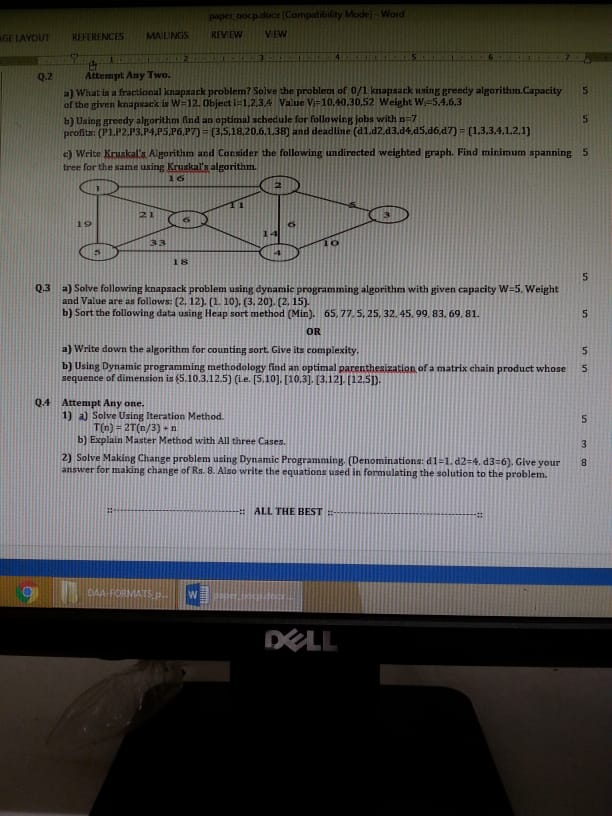 paper_oocp.docx [Compatibility Mode] - Word
GE LAYOUT REFERENCES MAILINGS REVIEW VIEW
1 2 3 4 5 6 7
Q.2 Attempt Any Two.
a) What is a fractional knapsack problem? Solve the problem of 0/1 knapsack using greedy algorithm.Capacity 5
of the given knapsack is W=12. Object i=1,2,3,4 Value Vi=10,40,30,52 Weight Wi=5,4,6,3
b) Using greedy algorithm find an optimal schedule for following jobs with n=7 5
profits: (P1,P2,P3,P4,P5,P6,P7) = (3,5,18,20,6,1,38) and deadline (d1,d2,d3,d4,d5,d6,d7) = (1,3,3,4,1,2,1)
c) Write Kruskal's Algorithm and Consider the following undirected weighted graph. Find minimum spanning 5
tree for the same using Kruskal's algorithm.
16
1 2
21 11 5
19 6 6 3
14
33 10
5 4
18
5
Q.3 a) Solve following knapsack problem using dynamic programming algorithm with given capacity W=5, Weight
and Value are as follows: (2, 12), (1, 10), (3, 20), (2, 15).
b) Sort the following data using Heap sort method (Min). 65, 77, 5, 25, 32, 45, 99, 83, 69, 81. 5
OR
a) Write down the algorithm for counting sort. Give its complexity. 5
b) Using Dynamic programming methodology find an optimal parenthesization of a matrix chain product whose 5
sequence of dimension is {5,10,3,12,5} (i.e. [5,10], [10,3], [3,12], [12,5]).
Q.4 Attempt Any one.
1) a) Solve Using Iteration Method. 5
T(n) = 2T(n/3) + n
b) Explain Master Method with All three Cases. 3
2) Solve Making Change problem using Dynamic Programming. (Denominations: d1=1, d2=4, d3=6). Give your 8
answer for making change of Rs. 8. Also write the equations used in formulating the solution to the problem.
::-----------------------------------:: ALL THE BEST ::-----------------------------------::
DAA-FORMATS_p... W paper_oocp.docx ...
DELL